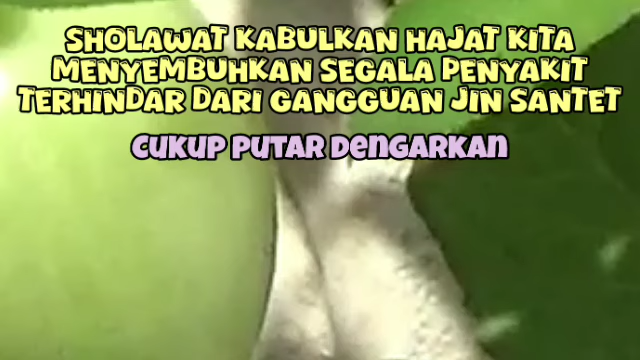 SHOLAWAT KABULKAN HAJAT KITA
MENYEMBUHKAN SEGALA PENYAKIT
TERHINDAR DARI GANGGUAN JIN SANTET
CUKUP PUTAR DENGARKAN